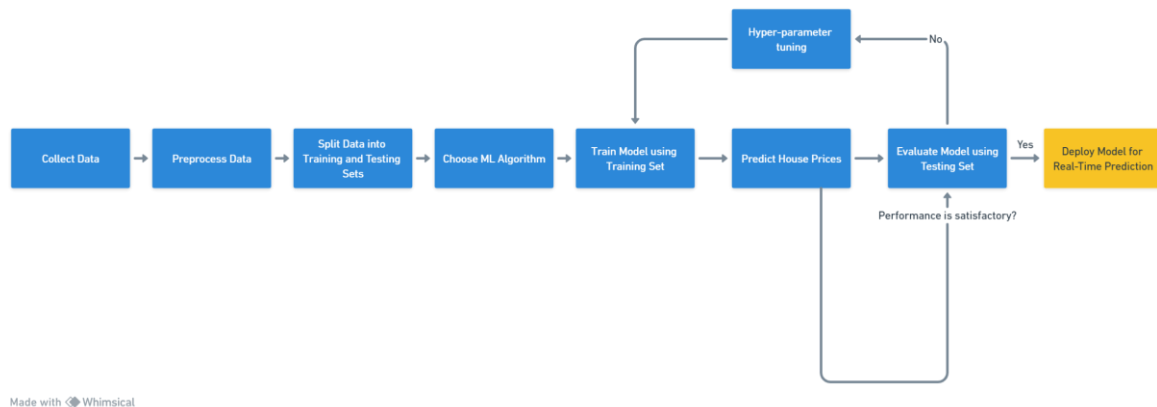 Hyper-parameter
tuning
No
Collect Data
Preprocess Data
Split Data into
Training and Testing
Sets
Choose ML Algorithm
Train Model using
Training Set
Predict House Prices
Evaluate Model using
Testing Set
Yes
Deploy Model for
Real-Time Prediction
Performance is satisfactory?
Made with Whimsical